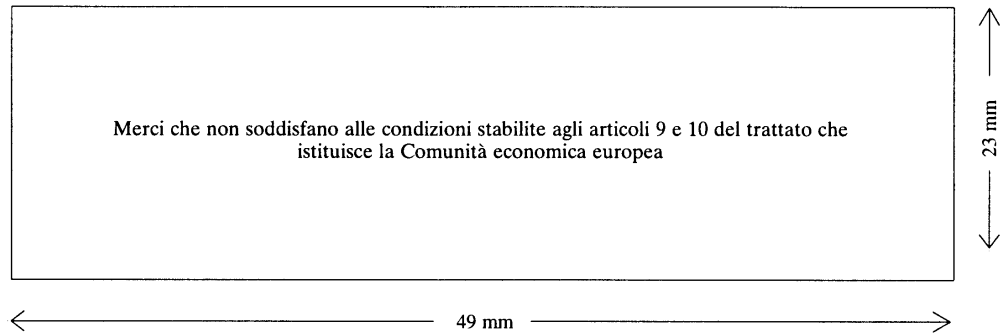 Merci che non soddisfano alle condizioni stabilite agli articoli 9 e 10 del trattato che
istituisce la Comunità economica europea
23 mm
49 mm